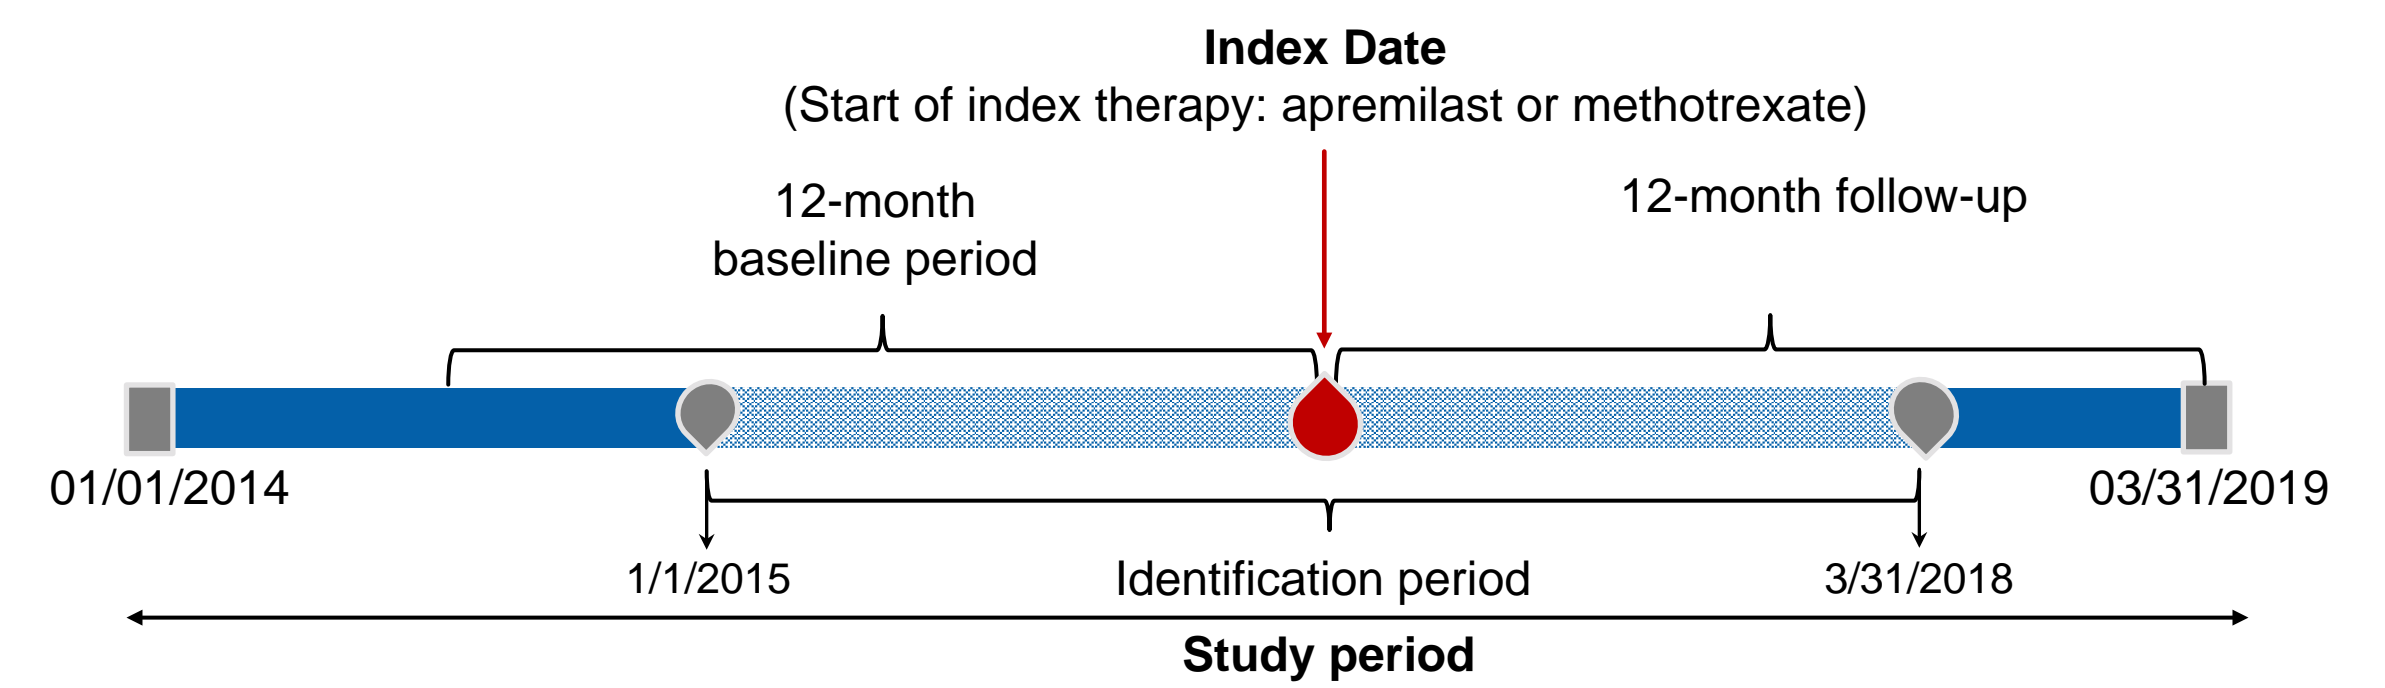 Index Date
(Start of index therapy: apremilast or methotrexate)
12-month
baseline period
12-month follow-up
01/01/2014
03/31/2019
1/1/2015
Identification period
3/31/2018
Study period